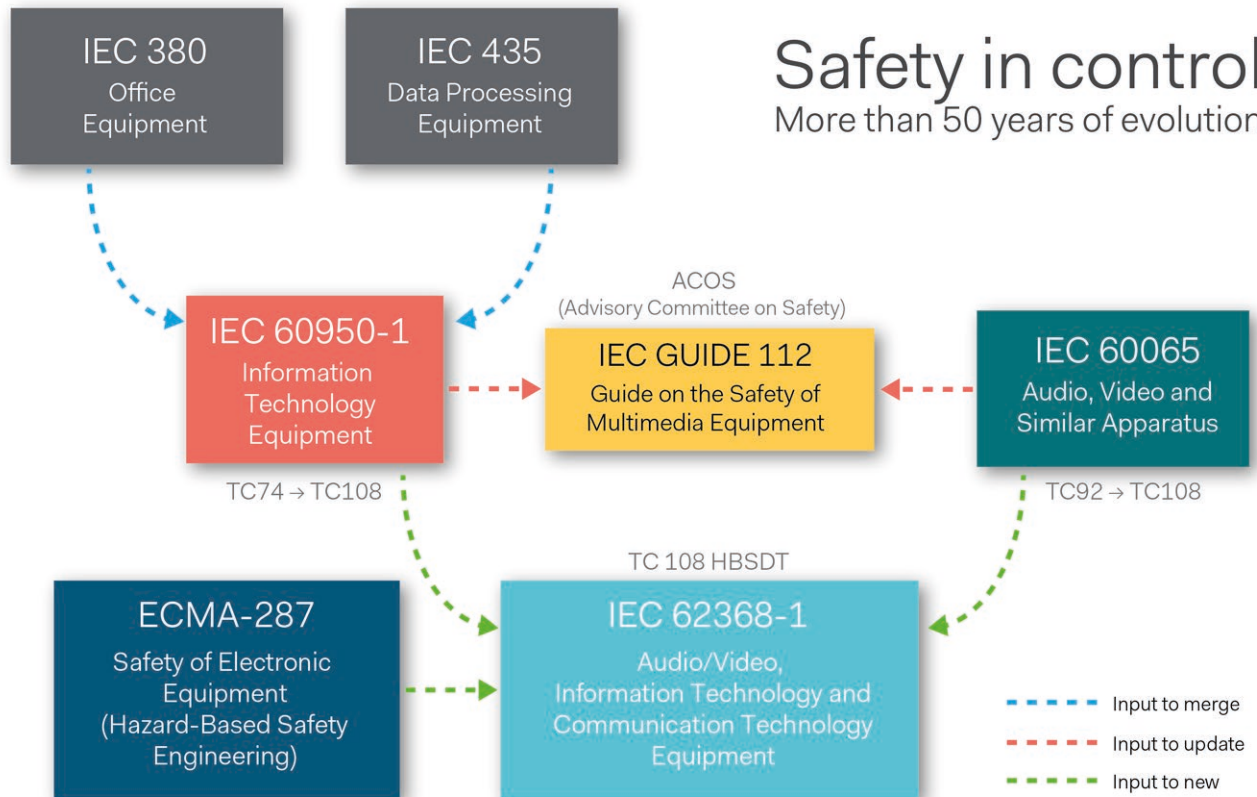 IEC 380
Office
Equipment
IEC 435
Data Processing
Equipment
Safety in control
More than 50 years of evolution
IEC 60950-1
Information
Technology
Equipment
TC74 → TC108
ACOS
(Advisory Committee on Safety)
IEC GUIDE 112
Guide on the Safety of
Multimedia Equipment
IEC 60065
Audio, Video and
Similar Apparatus
TC92 → TC108
ECMA-287
Safety of Electronic
Equipment
(Hazard-Based Safety
Engineering)
TC 108 HBSDT
IEC 62368-1
Audio/Video,
Information Technology and
Communication Technology
Equipment
Input to merge
Input to update
Input to new